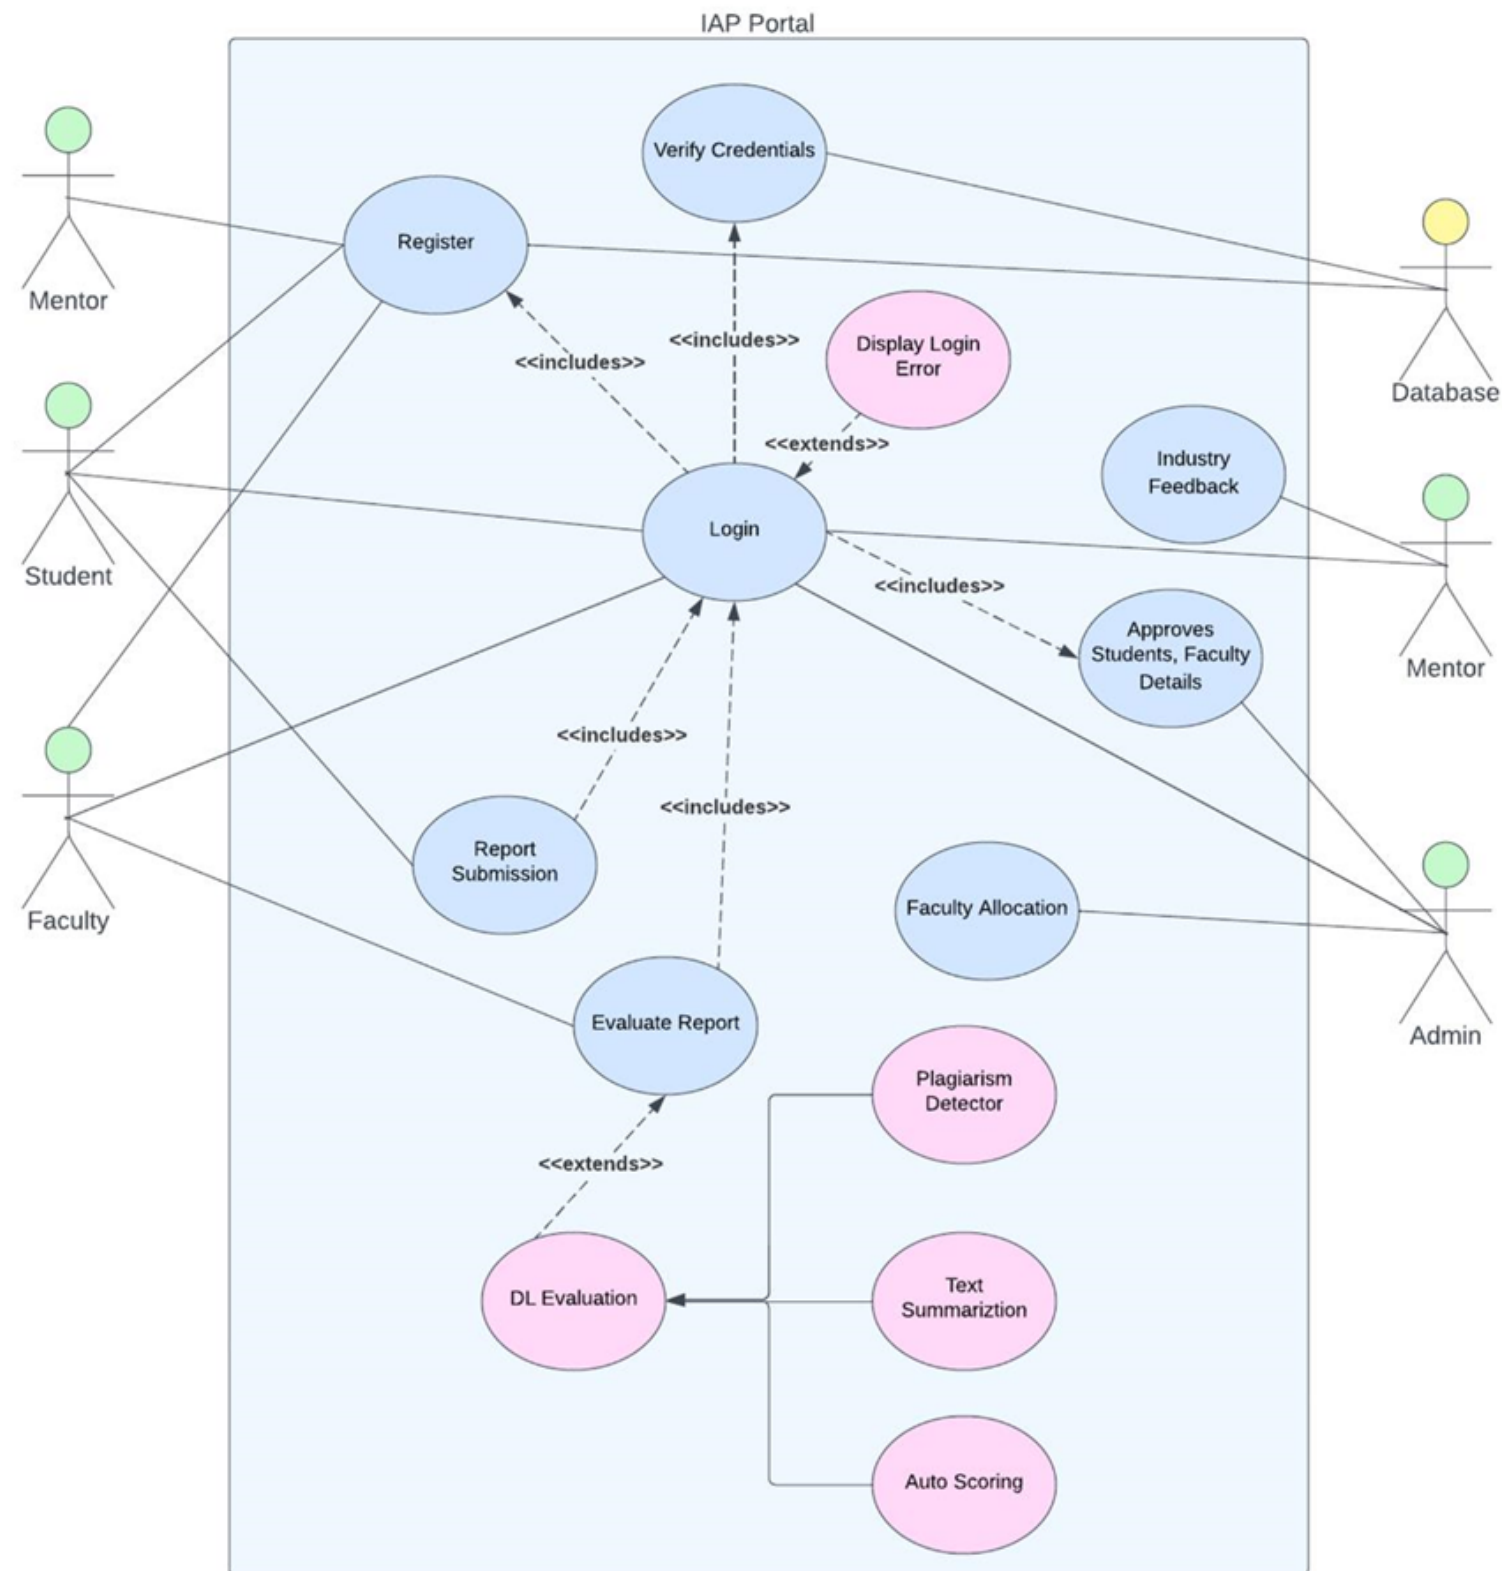 IAP Portal
Verify Credentials
Register
Mentor
<<includes>>
<<includes>>
Display Login
Error
Database
<<extends>>
Industry
Feedback
Student
Login
<<includes>>
Approves
Students, Faculty
Details
Mentor
<<includes>>
<<includes>>
Report
Submission
Faculty
Faculty Allocation
Evaluate Report
Admin
Plagiarism
Detector
<<extends>>
DL Evaluation
Text
Summariztion
Auto Scoring